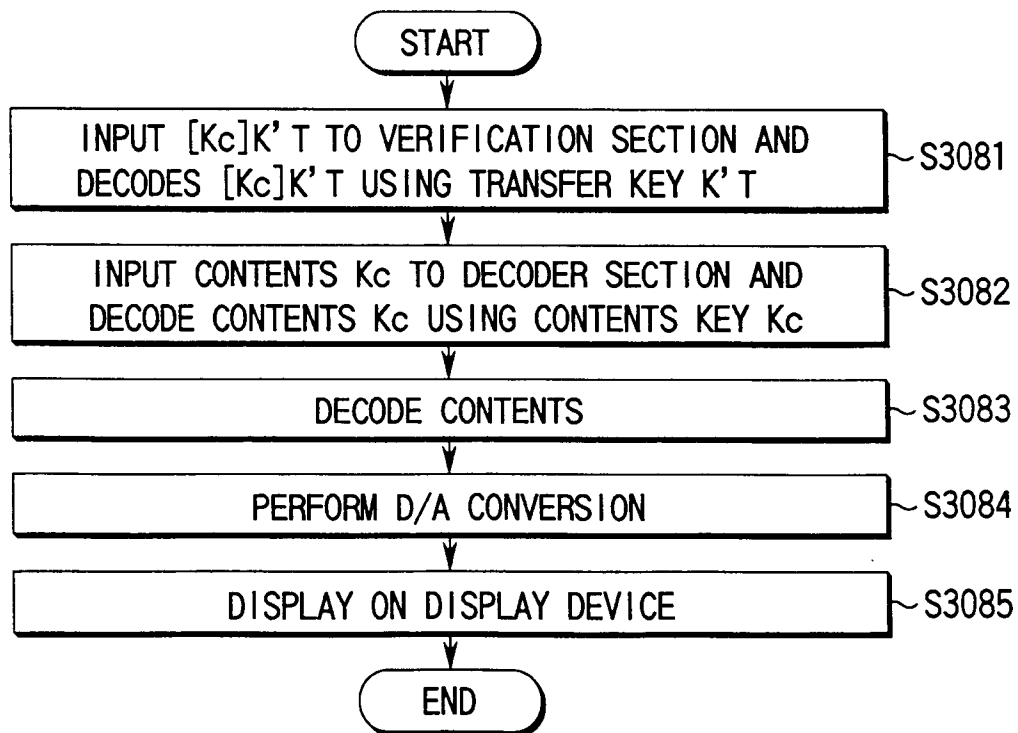 START
INPUT [Kc]K'T TO VERIFICATION SECTION AND
DECODES [Kc]K'T USING TRANSFER KEY K'T
S3081
INPUT CONTENTS Kc TO DECODER SECTION AND
DECODE CONTENTS Kc USING CONTENTS KEY Kc
S3082
DECODE CONTENTS
S3083
PERFORM D/A CONVERSION
S3084
DISPLAY ON DISPLAY DEVICE
S3085
END